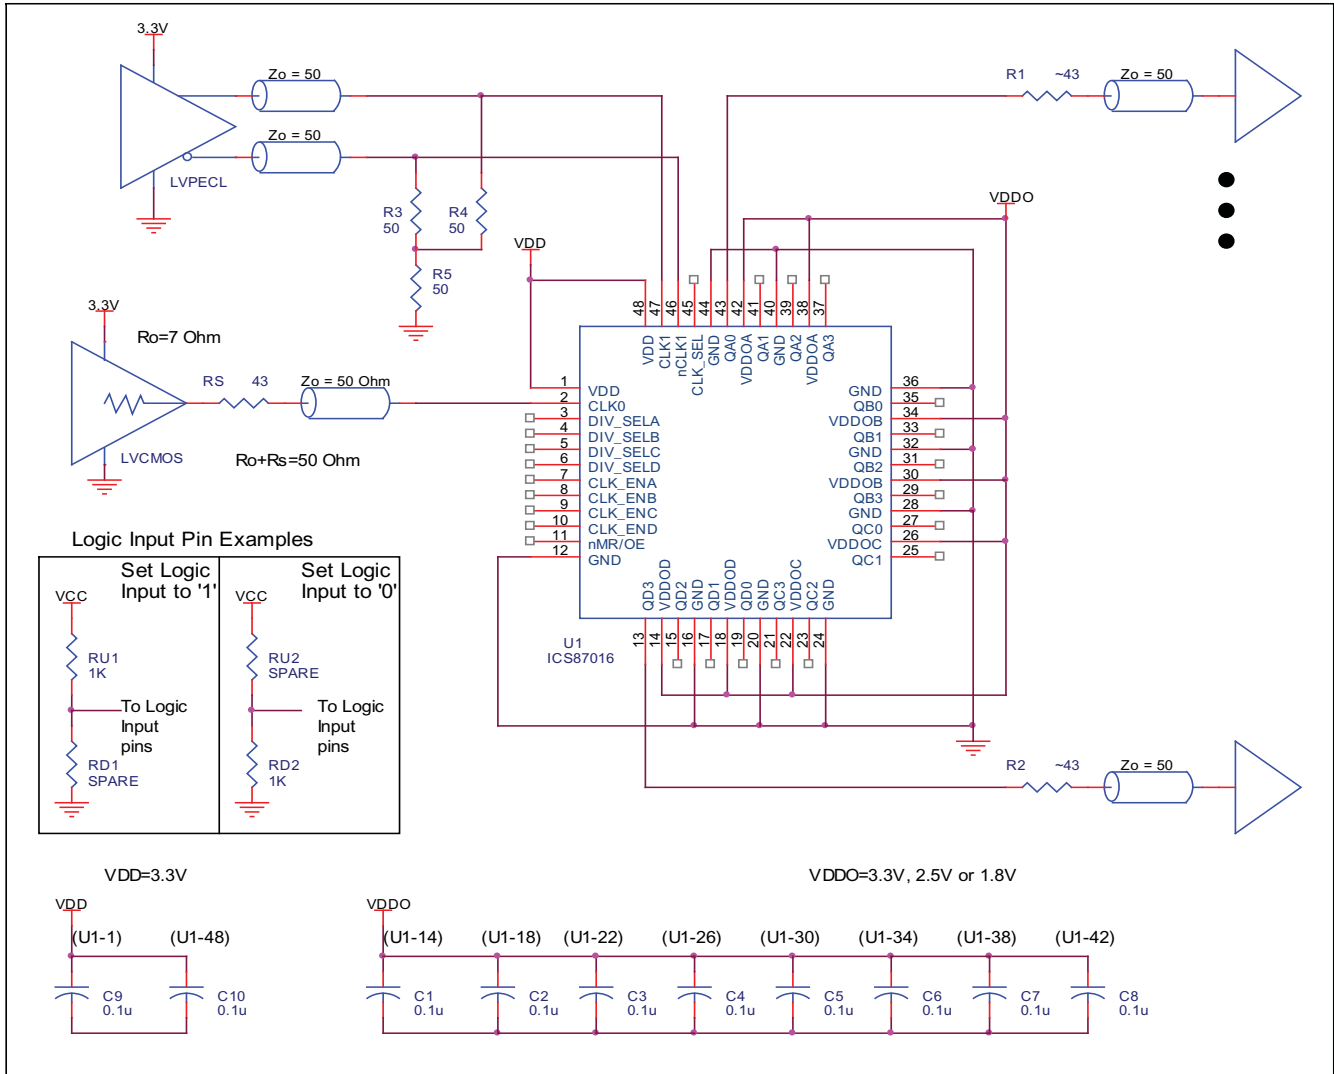 3.3V
Zo = 50
Zo = 50
LVPECL
R3
50
R4
50
R5
50
R1 ~43
Zo = 50
VDDO
VDD
3.3V
Ro=7 Ohm
RS 43
Zo = 50 Ohm
LVCMOS
Ro+Rs=50 Ohm
48 47 46 45 44 43 42 41 40 39 38 37
VDD CLK1 nCLK1 CLK_SEL GND QA0 VDDOA QA1 GND QA2 VDDOA QA3
1 VDD
2 CLK0
3 DIV_SELA
4 DIV_SELB
5 DIV_SELC
6 DIV_SELD
7 CLK_ENA
8 CLK_ENB
9 CLK_ENC
10 CLK_END
11 nMR/OE
12 GND
GND 36
QB0 35
VDDOB 34
QB1 33
GND 32
QB2 31
VDDOB 30
QB3 29
GND 28
QC0 27
VDDOC 26
QC1 25
QD3 VDDOD QD2 GND QD1 VDDOD QD0 GND QC3 VDDOC QC2 GND
13 14 15 16 17 18 19 20 21 22 23 24
U1
ICS87016
Logic Input Pin Examples
Set Logic
Input to '1'
VCC
RU1
1K
To Logic
Input
pins
RD1
SPARE
Set Logic
Input to '0'
VCC
RU2
SPARE
To Logic
Input
pins
RD2
1K
R2 ~43
Zo = 50
VDD=3.3V
VDDO=3.3V, 2.5V or 1.8V
VDD
(U1-1) (U1-48)
C9
0.1u
C10
0.1u
VDDO
(U1-14) (U1-18) (U1-22) (U1-26) (U1-30) (U1-34) (U1-38) (U1-42)
C1
0.1u
C2
0.1u
C3
0.1u
C4
0.1u
C5
0.1u
C6
0.1u
C7
0.1u
C8
0.1u